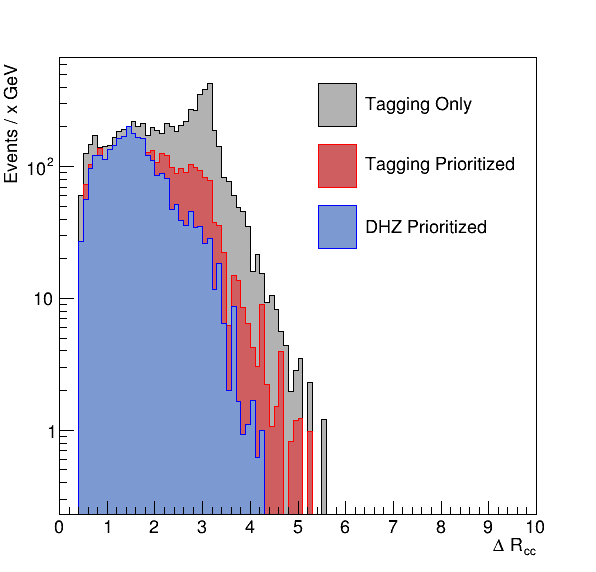 Events / x GeV
Tagging Only
Tagging Prioritized
DHZ Prioritized
10²
10
1
0 1 2 3 4 5 6 7 8 9 10
Δ Rcc